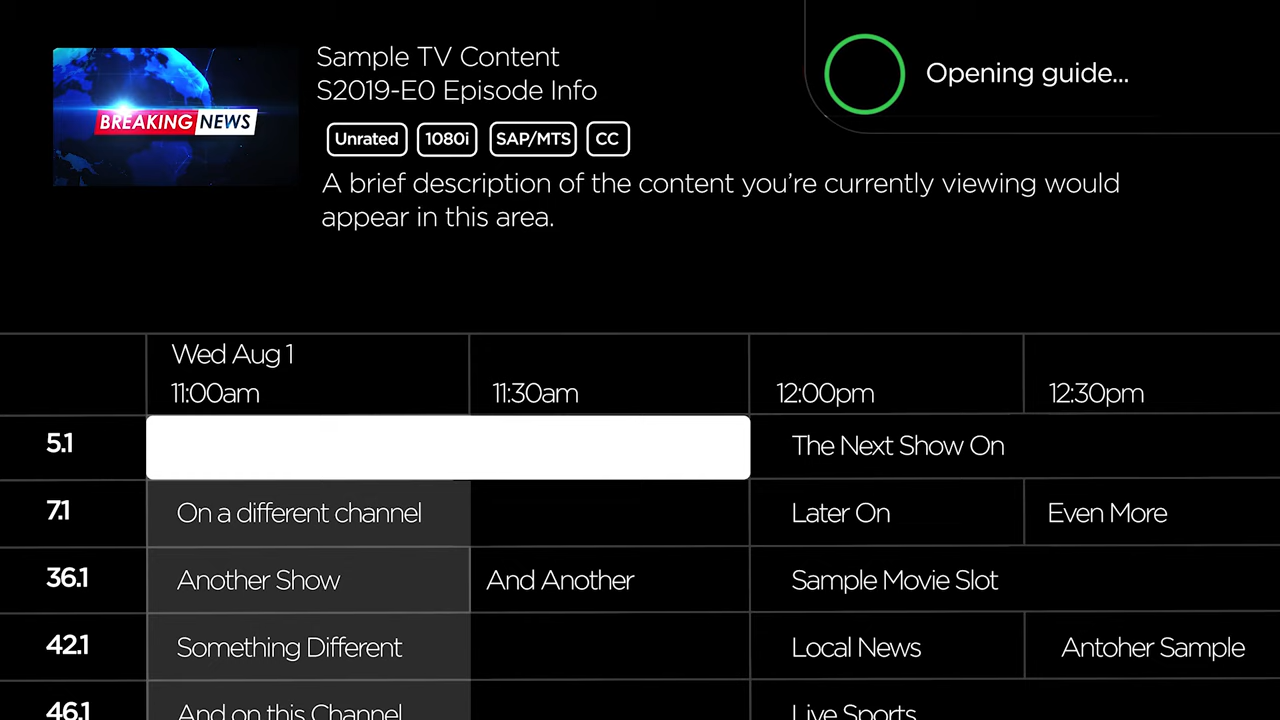 BREAKING NEWS
Sample TV Content
S2019-E0 Episode Info
Unrated 1080i SAP/MTS CC
A brief description of the content you're currently viewing would
appear in this area.
Opening guide...
Wed Aug 1
11:00am 11:30am 12:00pm 12:30pm
5.1 The Next Show On
7.1 On a different channel Later On Even More
36.1 Another Show And Another Sample Movie Slot
42.1 Something Different Local News Antoher Sample
46.1 And on this Channel Live Sports